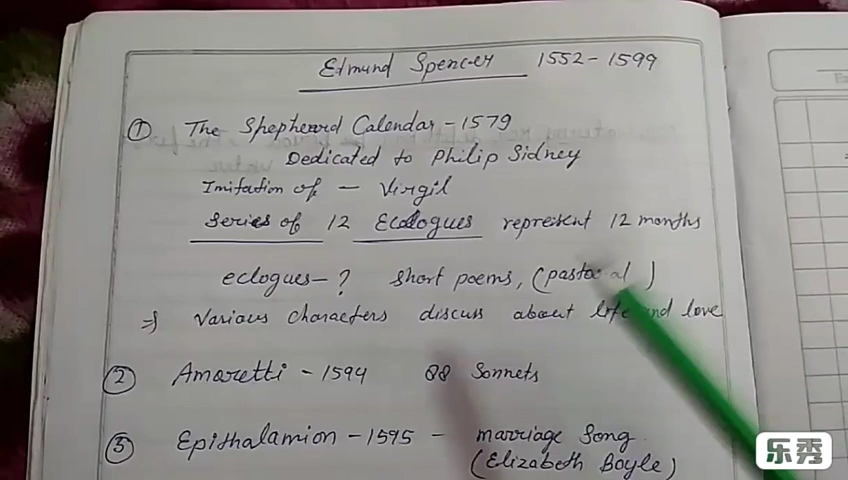 Edmund Spencer 1552-1599
① The Shepheard Calendar - 1579
Dedicated to Philip Sidney
Imitation of - Virgil
Series of 12 Ecologues represent 12 months
eclogues - ? short poems, (pastoral)
⇒ Various characters discuss about life and love
② Amaretti - 1594 88 Sonnets
③ Epithalamion - 1595 - marriage song
(Elizabeth Boyle)
乐秀